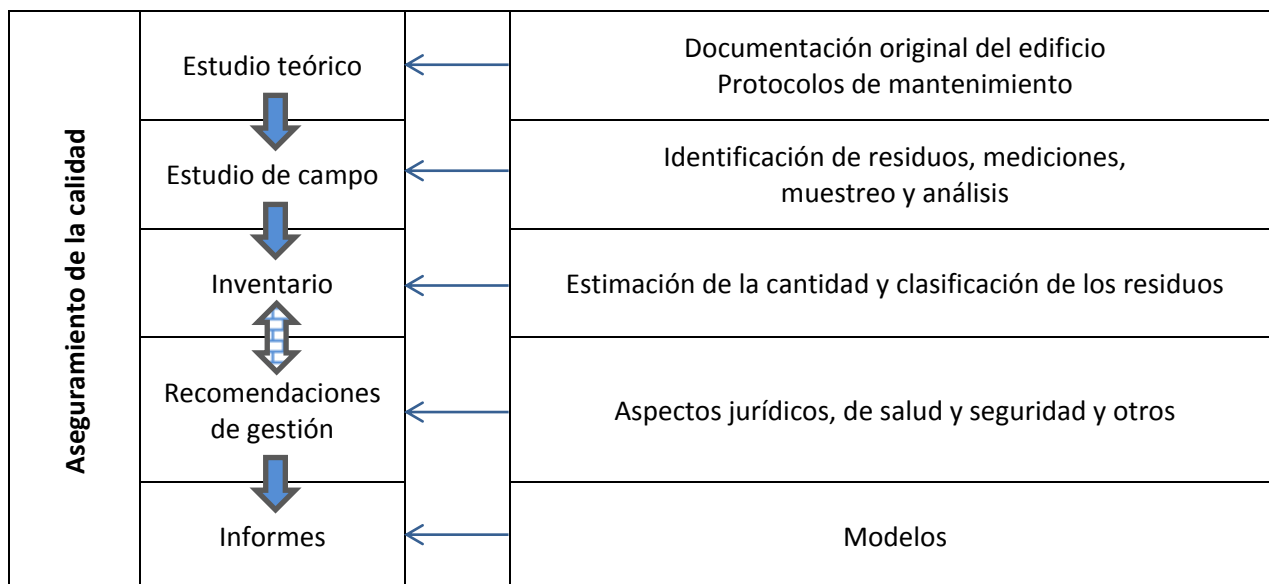 Aseguramiento de la calidad
Estudio teórico
Documentación original del edificio
Protocolos de mantenimiento
Estudio de campo
Identificación de residuos, mediciones,
muestreo y análisis
Inventario
Estimación de la cantidad y clasificación de los residuos
Recomendaciones
de gestión
Aspectos jurídicos, de salud y seguridad y otros
Informes
Modelos